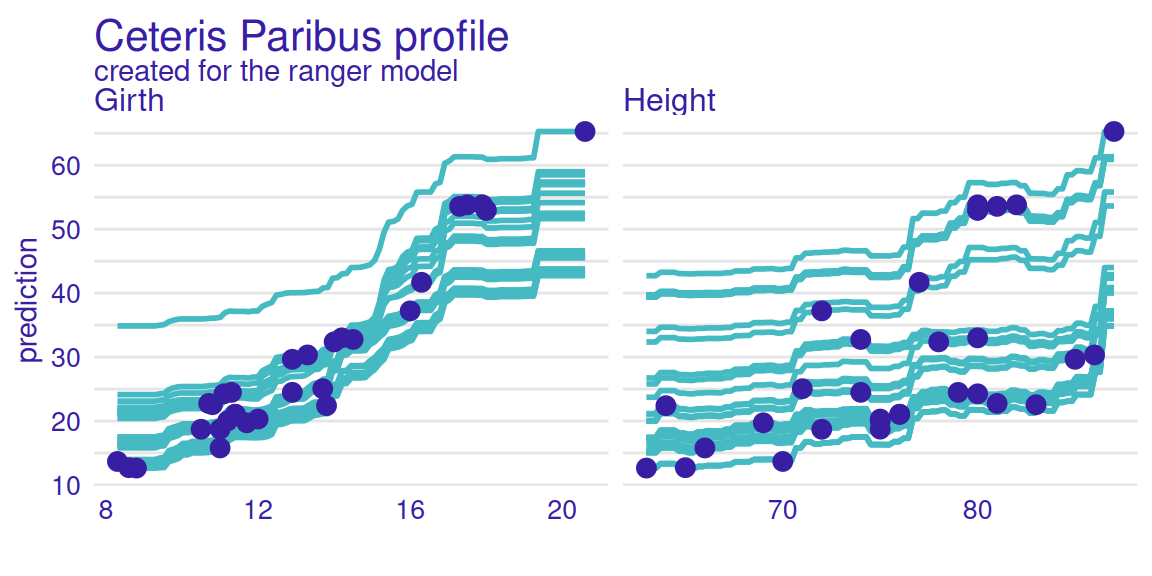 Ceteris Paribus profile
created for the ranger model
Girth
Height
prediction
60
50
40
30
20
10
8 12 16 20
70 80